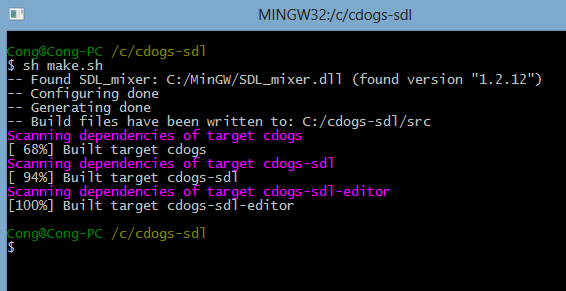 MINGW32:/c/cdogs-sdl
Cong@Cong-PC /c/cdogs-sdl
$ sh make.sh
-- Found SDL_mixer: C:/MinGW/SDL_mixer.dll (found version "1.2.12")
-- Configuring done
-- Generating done
-- Build files have been written to: C:/cdogs-sdl/src
Scanning dependencies of target cdogs
[ 68%] Built target cdogs
Scanning dependencies of target cdogs-sdl
[ 94%] Built target cdogs-sdl
Scanning dependencies of target cdogs-sdl-editor
[100%] Built target cdogs-sdl-editor
Cong@Cong-PC /c/cdogs-sdl
$